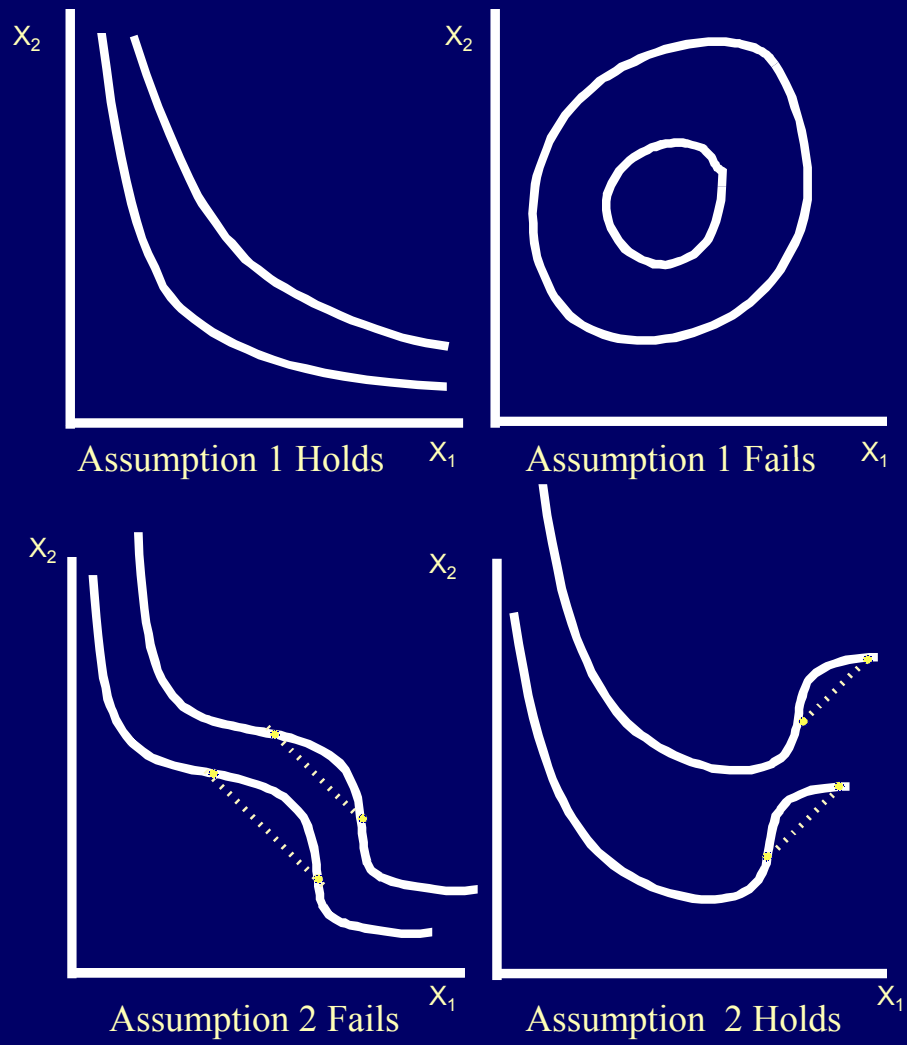 X₂
X₂
Assumption 1 Holds
X₁
Assumption 1 Fails
X₁
X₂
X₂
Assumption 2 Fails
X₁
Assumption 2 Holds
X₁